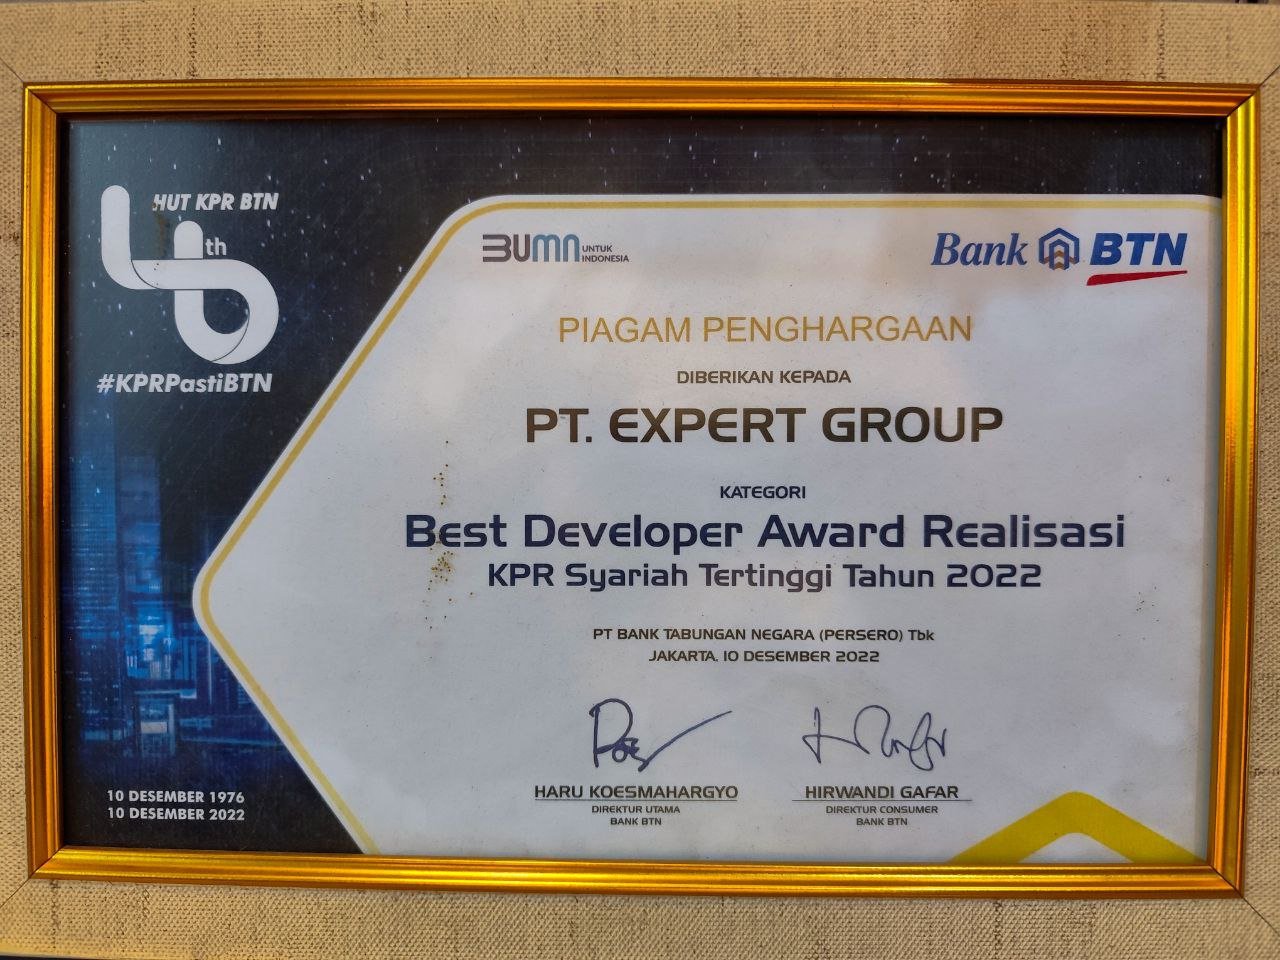 HUT KPR BTN
46th
#KPRPastiBTN
BUMN UNTUK
INDONESIA
Bank BTN
PIAGAM PENGHARGAAN
DIBERIKAN KEPADA
PT. EXPERT GROUP
KATEGORI
Best Developer Award Realisasi
KPR Syariah Tertinggi Tahun 2022
PT BANK TABUNGAN NEGARA (PERSERO) Tbk
JAKARTA, 10 DESEMBER 2022
HARU KOESMAHARGYO
DIREKTUR UTAMA
BANK BTN
HIRWANDI GAFAR
DIREKTUR CONSUMER
BANK BTN
10 DESEMBER 1976
10 DESEMBER 2022